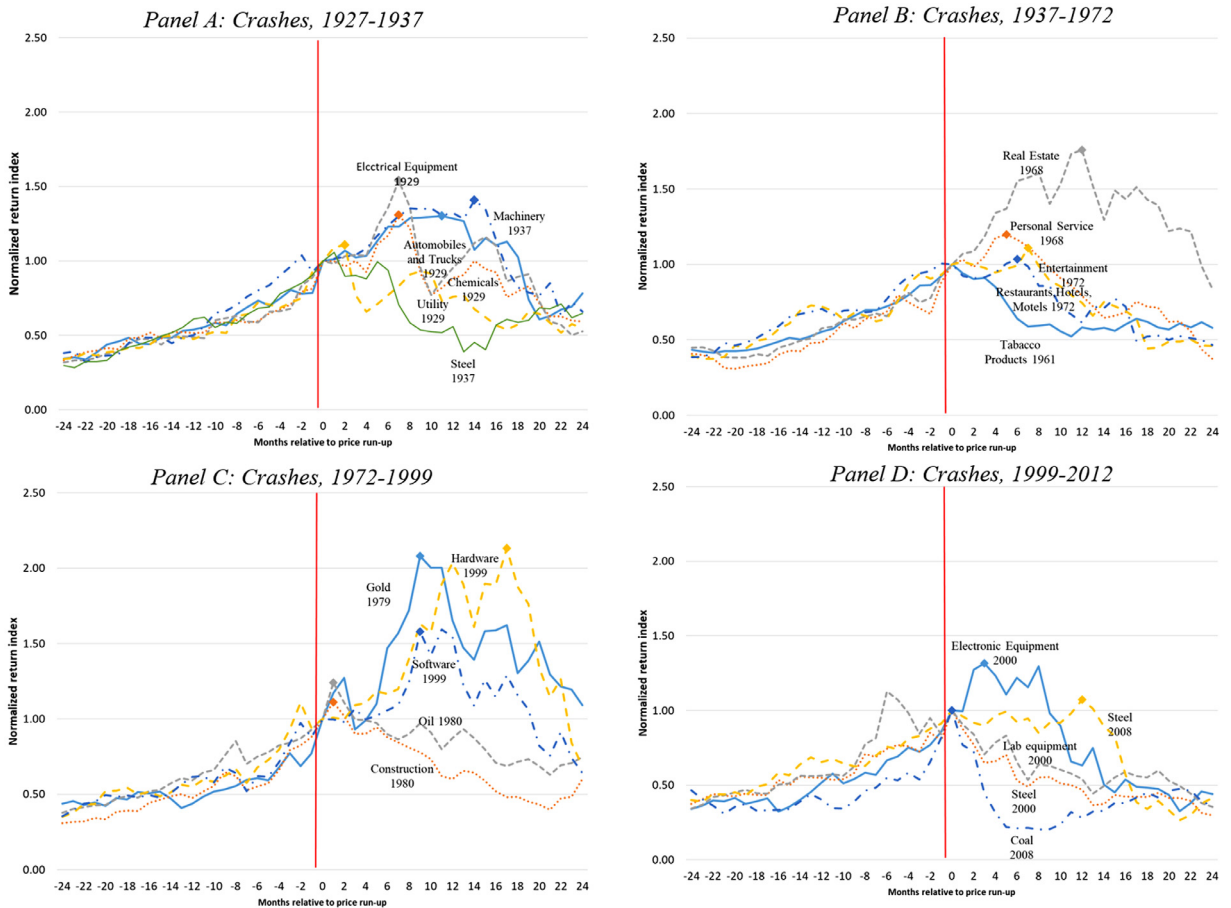 Panel A: Crashes, 1927-1937
2.50
2.00
1.50
1.00
0.50
0.00
Normalized return index
Elcctrical Equipment
1929
Machinery
1937
Automobiles
and Trucks
1929
Chemicals
1929
Utility
1929
Steel
1937
-24 -22 -20 -18 -16 -14 -12 -10 -8 -6 -4 -2 0 2 4 6 8 10 12 14 16 18 20 22 24
Months relative to price run-up
Panel B: Crashes, 1937-1972
2.50
2.00
1.50
1.00
0.50
0.00
Normalized return index
Real Estate
1968
Personal Service
1968
Entertainment
1972
Restaurants Hotels,
Motels 1972
Tabacco
Products 1961
-24 -22 -20 -18 -16 -14 -12 -10 -8 -6 -4 -2 0 2 4 6 8 10 12 14 16 18 20 22 24
Months relative to price run-up
Panel C: Crashes, 1972-1999
2.50
2.00
1.50
1.00
0.50
0.00
Normalized return index
Hardware
1999
Gold
1979
Software
1999
Oil 1980
Construction
1980
-24 -22 -20 -18 -16 -14 -12 -10 -8 -6 -4 -2 0 2 4 6 8 10 12 14 16 18 20 22 24
Months relative to price run-up
Panel D: Crashes, 1999-2012
2.50
2.00
1.50
1.00
0.50
0.00
Normalized return index
Electronic Equipment
2000
Steel
2008
Lab equipment
2000
Steel
2000
Coal
2008
-24 -22 -20 -18 -16 -14 -12 -10 -8 -6 -4 -2 0 2 4 6 8 10 12 14 16 18 20 22 24
Months relative to price run-up